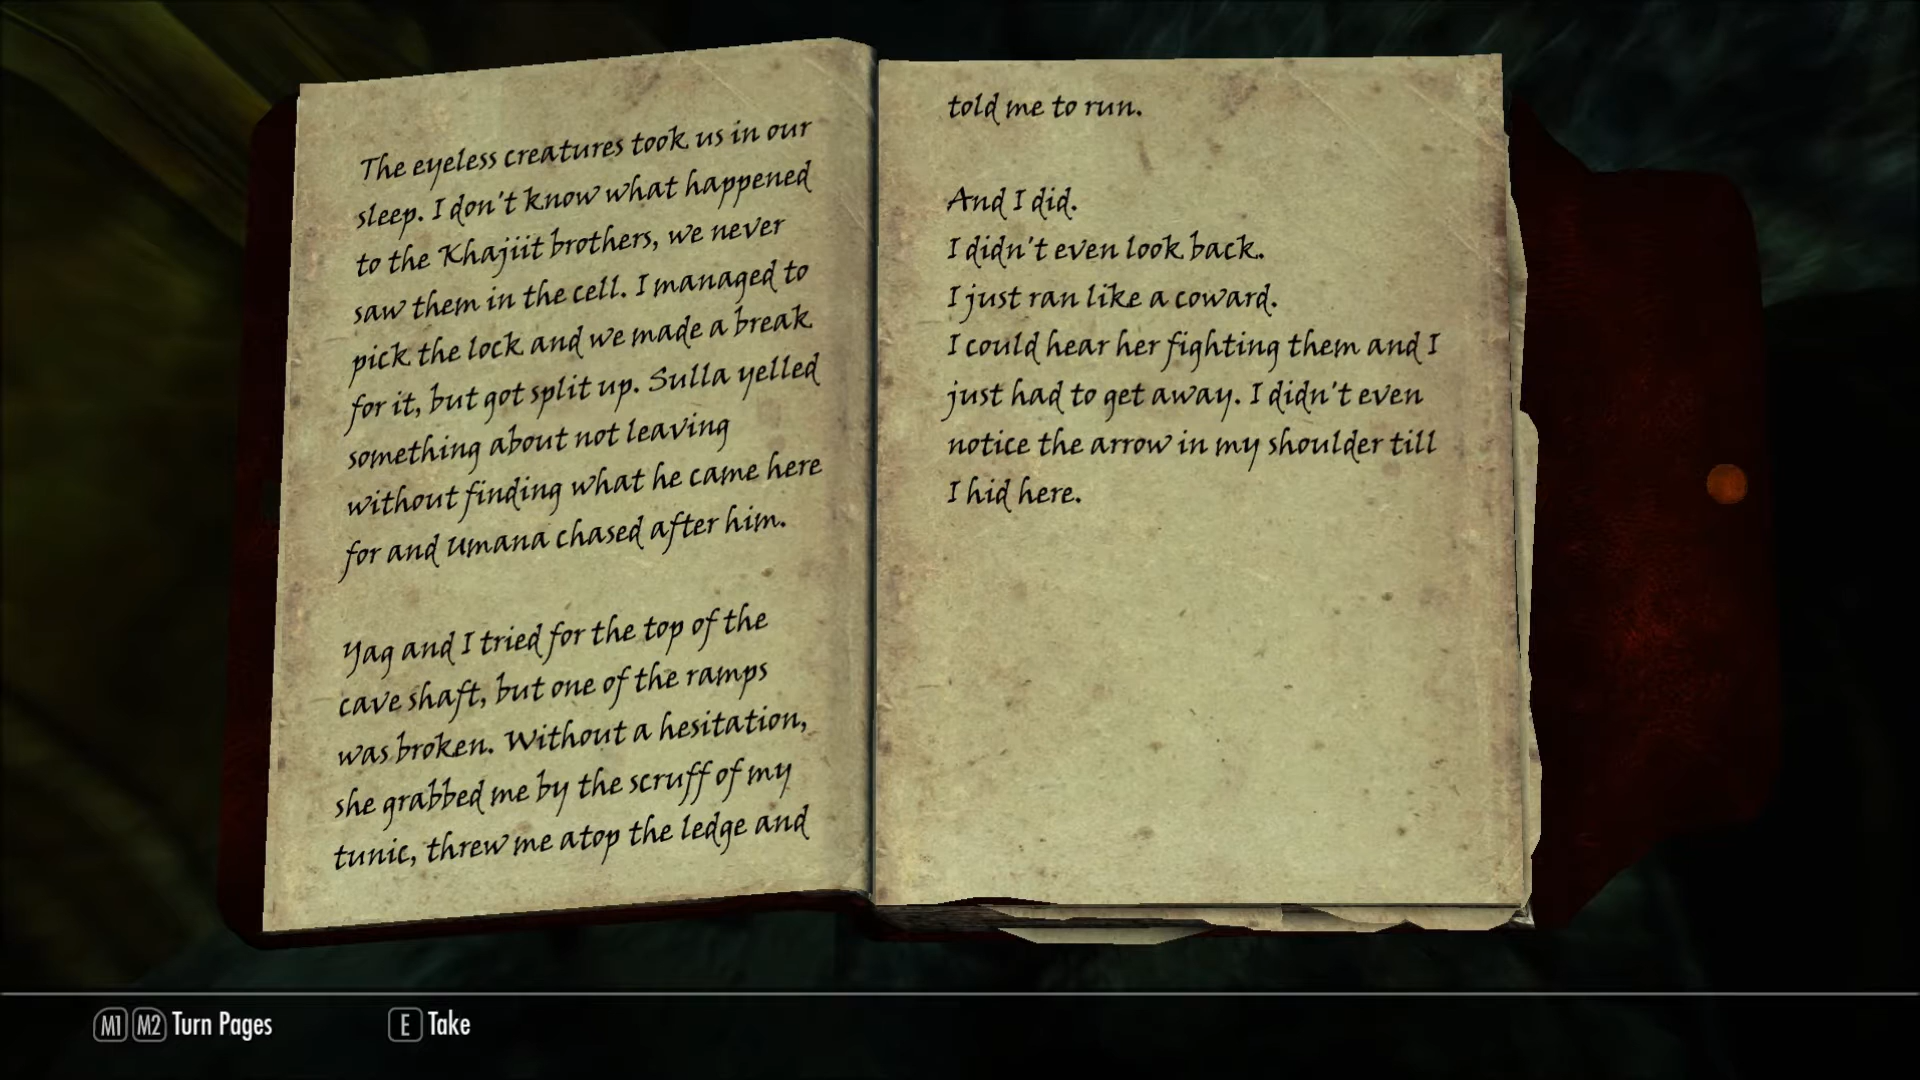 The eyeless creatures took us in our
sleep. I don't know what happened
to the Khajiit brothers, we never
saw them in the cell. I managed to
pick the lock and we made a break
for it, but got split up. Sulla yelled
something about not leaving
without finding what he came here
for and Umana chased after him.
Yag and I tried for the top of the
cave shaft, but one of the ramps
was broken. Without a hesitation,
she grabbed me by the scruff of my
tunic, threw me atop the ledge and
told me to run.
And I did.
I didn't even look back.
I just ran like a coward.
I could hear her fighting them and I
just had to get away. I didn't even
notice the arrow in my shoulder till
I hid here.
M1 M2 Turn Pages
E Take